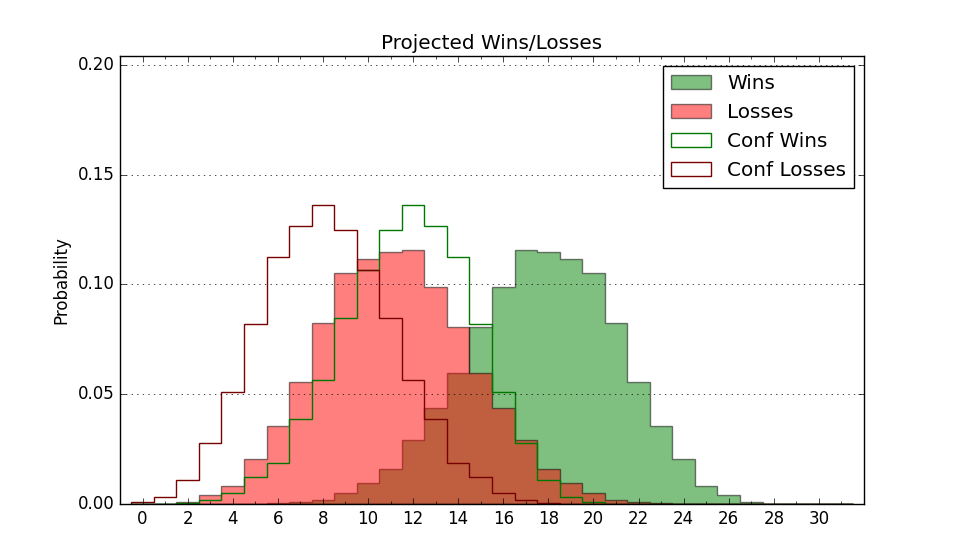 Projected Wins/Losses
0.20
0.15
0.10
0.05
0.00
Probability
Wins
Losses
Conf Wins
Conf Losses
0 2 4 6 8 10 12 14 16 18 20 22 24 26 28 30